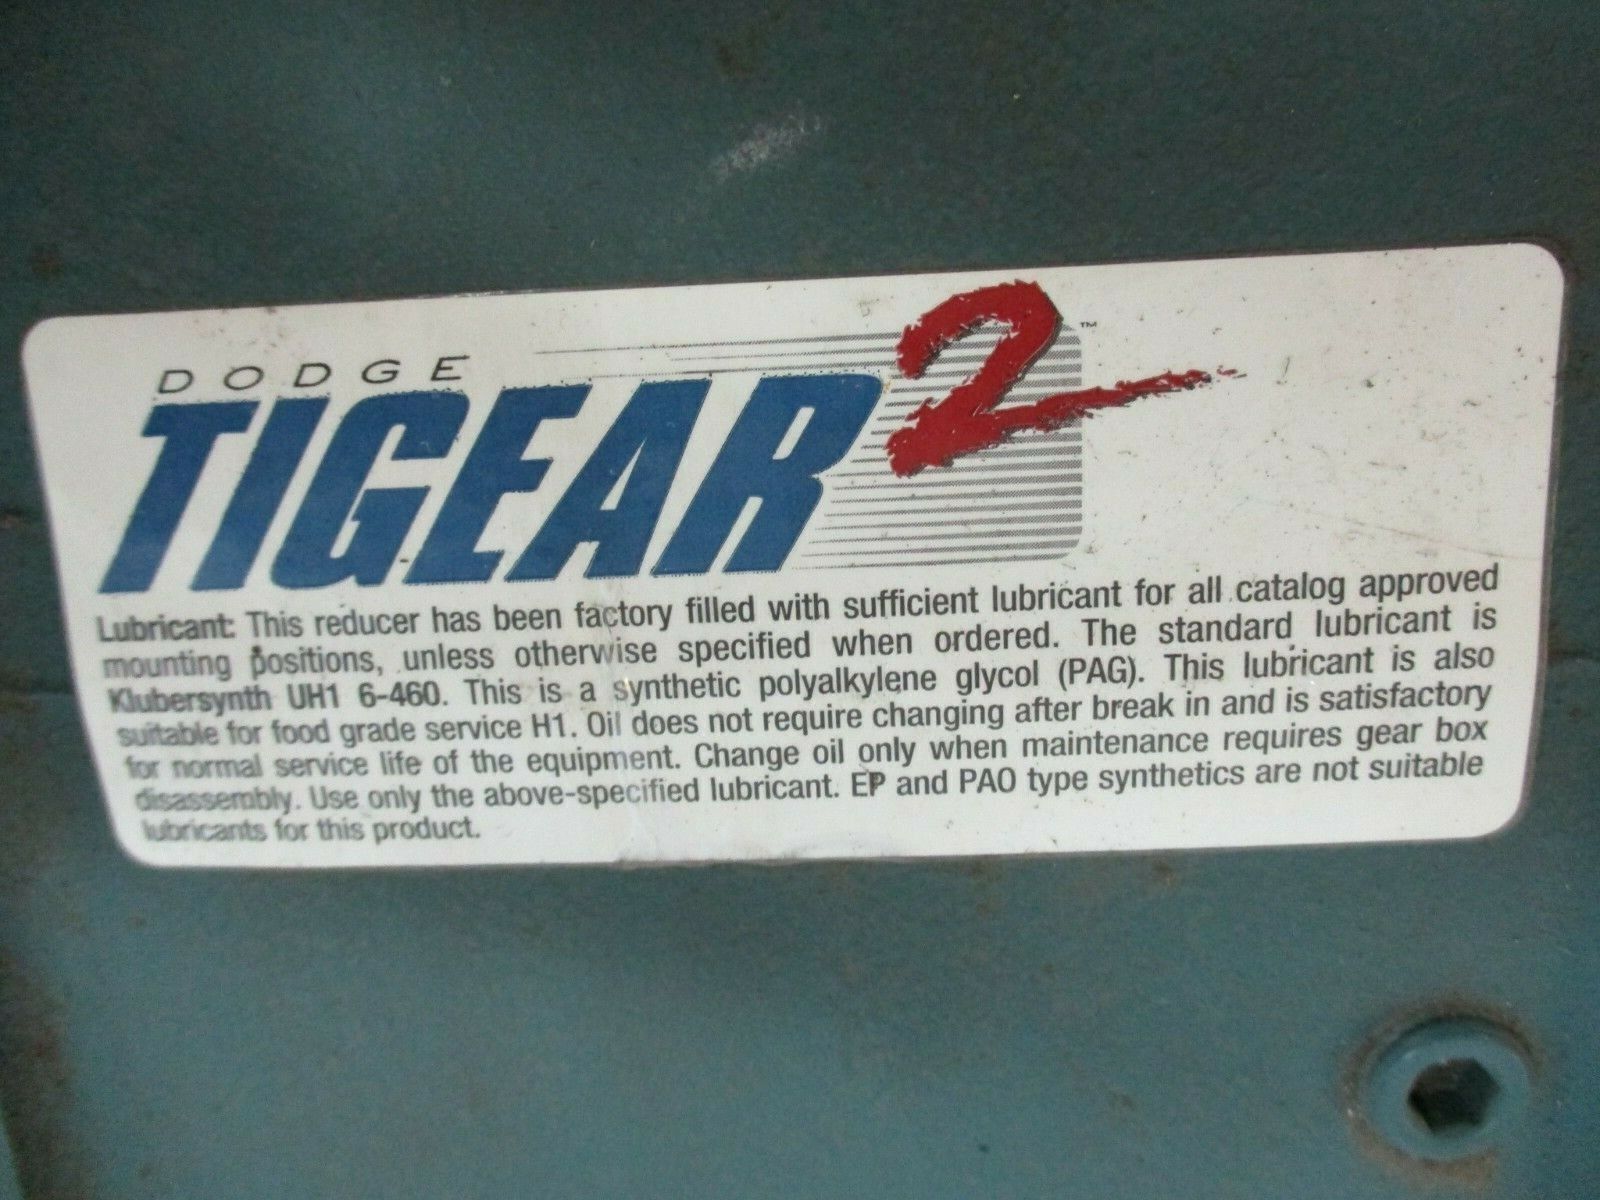 DODGE
TIGEAR 2 ™
Lubricant: This reducer has been factory filled with sufficient lubricant for all catalog approved
mounting positions, unless otherwise specified when ordered. The standard lubricant is
Klubersynth UH1 6-460. This is a synthetic polyalkylene glycol (PAG). This lubricant is also
suitable for food grade service H1. Oil does not require changing after break in and is satisfactory
for normal service life of the equipment. Change oil only when maintenance requires gear box
disassembly. Use only the above-specified lubricant. EP and PAO type synthetics are not suitable
lubricants for this product.